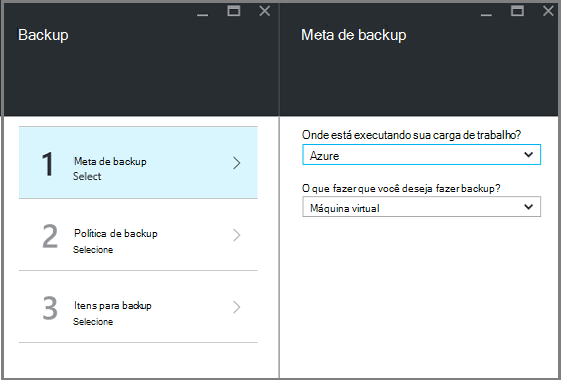 Backup
1
Meta de backup
Select
2
Política de backup
Selecione
3
Itens para backup
Selecione
Meta de backup
Onde está executando sua carga de trabalho?
Azure
O que fazer que você deseja fazer backup?
Máquina virtual